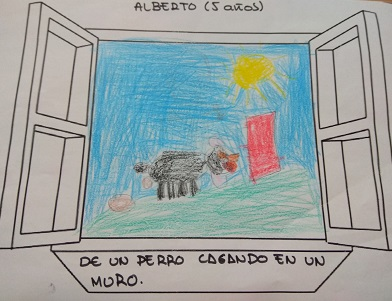 ALBERTO (5 años)
DE UN PERRO CAGANDO EN UN
MURO.